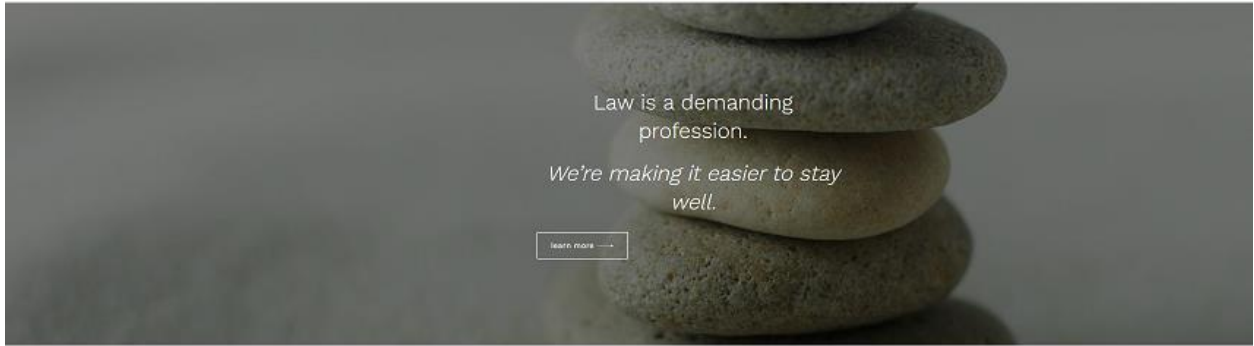 Law is a demanding
profession.
We're making it easier to stay
well.
learn more →